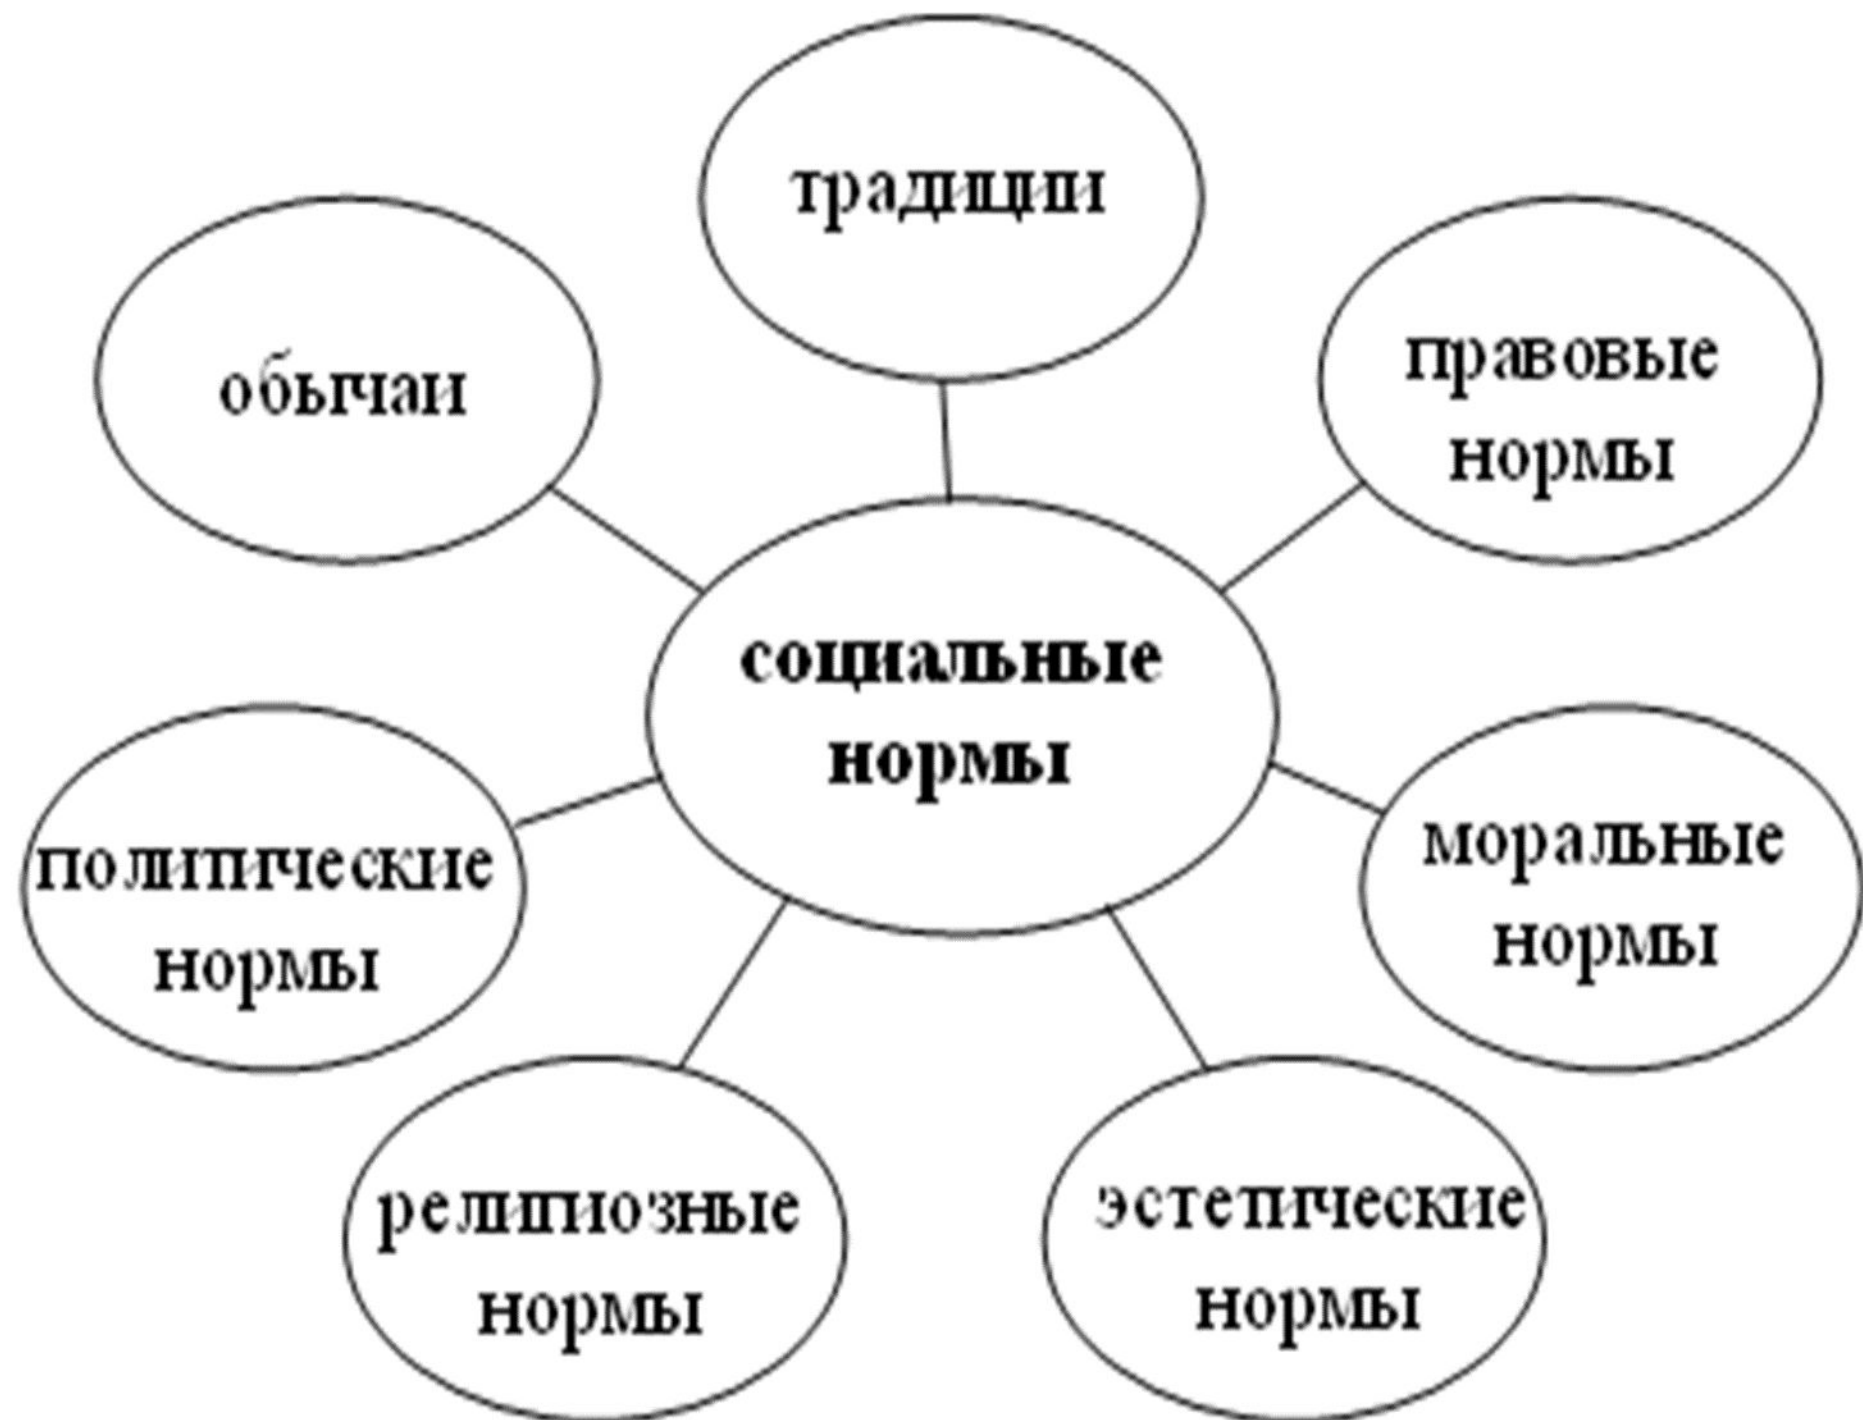 традиции
обычаи
правовые
нормы
социальные
нормы
политические
нормы
моральные
нормы
религиозные
нормы
эстетические
нормы